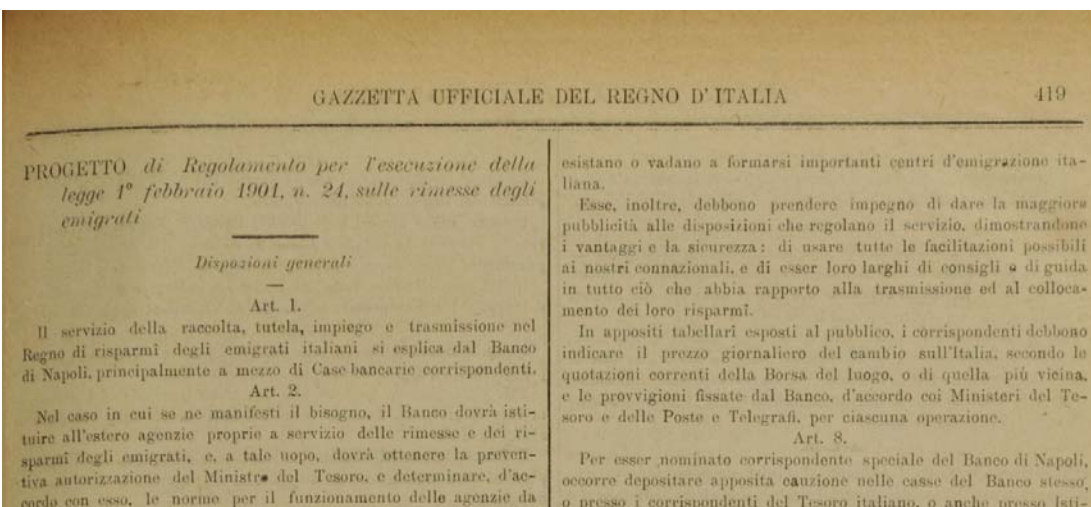 GAZZETTA UFFICIALE DEL REGNO D'ITALIA 419
PROGETTO di Regolamento per l'esecuzione della
legge 1° febbraio 1901, n. 24, sulle rimesse degli
emigrati
Disposizioni generali
Art. 1.
Il servizio della raccolta, tutela, impiego e trasmissione nel
Regno di risparmî degli emigrati italiani si esplica dal Banco
di Napoli, principalmente a mezzo di Case bancarie corrispondenti.
Art. 2.
Nel caso in cui se ne manifesti il bisogno, il Banco dovrà isti-
tuire all'estero agenzie proprie a servizio delle rimesse e dei ri-
sparmî degli emigrati, e, a tale uopo, dovrà ottenere la preven-
tiva autorizzazione del Ministro del Tesoro, e determinare, d'ac-
cordo con esso, le norme per il funzionamento delle agenzie da
esistano o vadano a formarsi importanti centri d'emigrazione ita-
liana.
Esse, inoltre, debbono prendere impegno di dare la maggiore
pubblicità alle disposizioni che regolano il servizio, dimostrandone
i vantaggi e la sicurezza: di usare tutte le facilitazioni possibili
ai nostri connazionali, e di esser loro larghi di consigli e di guida
in tutto ciò che abbia rapporto alla trasmissione ed al colloca-
mento dei loro risparmî.
In appositi tabellari esposti al pubblico, i corrispondenti debbono
indicare il prezzo giornaliero del cambio sull'Italia, secondo le
quotazioni correnti della Borsa del luogo, o di quella più vicina,
e le provvigioni fissate dal Banco, d'accordo coi Ministeri del Te-
soro e delle Poste e Telegrafi, per ciascuna operazione.
Art. 8.
Per esser nominato corrispondente speciale del Banco di Napoli,
occorre depositare apposita cauzione nelle casse del Banco stesso,
o presso i corrispondenti del Tesoro italiano, o anche presso Isti-